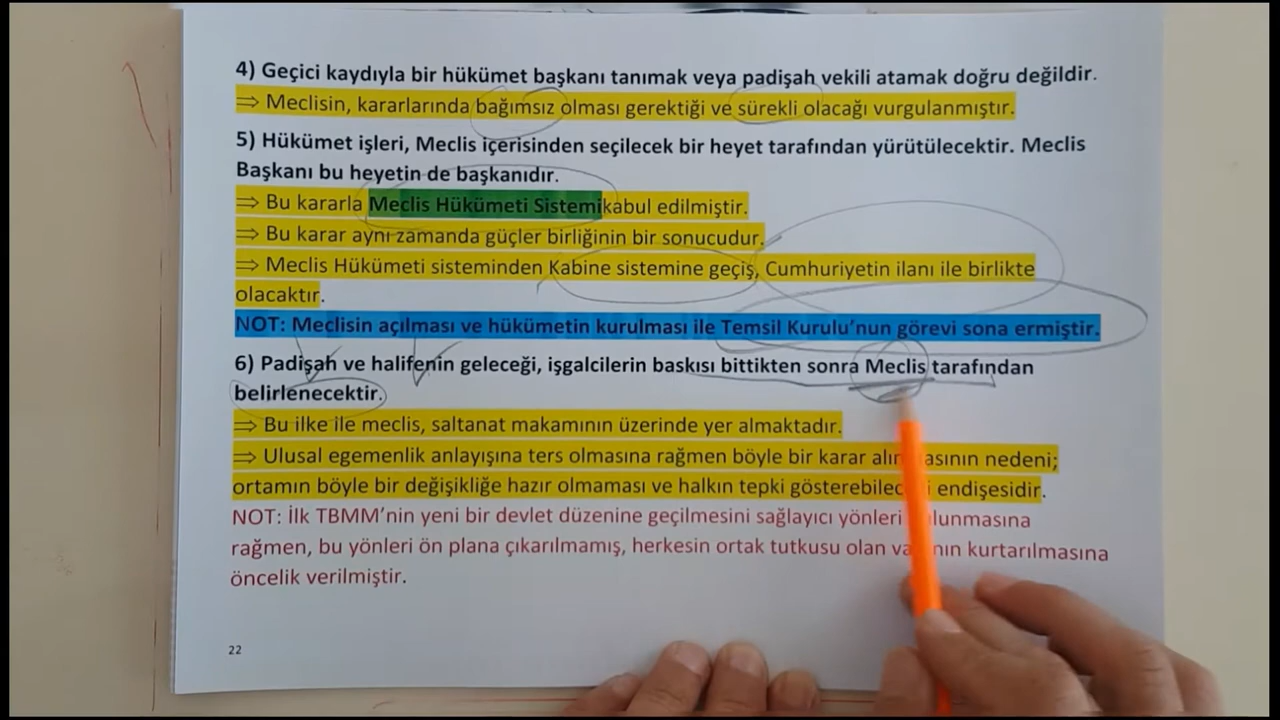 4) Geçici kaydıyla bir hükümet başkanı tanımak veya padişah vekili atamak doğru değildir.
⇒ Meclisin, kararlarında bağımsız olması gerektiği ve sürekli olacağı vurgulanmıştır.
5) Hükümet işleri, Meclis içerisinden seçilecek bir heyet tarafından yürütülecektir. Meclis
Başkanı bu heyetin de başkanıdır.
⇒ Bu kararla Meclis Hükümeti Sistemi kabul edilmiştir.
⇒ Bu karar aynı zamanda güçler birliğinin bir sonucudur.
⇒ Meclis Hükümeti sisteminden Kabine sistemine geçiş, Cumhuriyetin ilanı ile birlikte
olacaktır.
NOT: Meclisin açılması ve hükümetin kurulması ile Temsil Kurulu’nun görevi sona ermiştir.
6) Padişah ve halifenin geleceği, işgalcilerin baskısı bittikten sonra Meclis tarafından
belirlenecektir.
⇒ Bu ilke ile meclis, saltanat makamının üzerinde yer almaktadır.
⇒ Ulusal egemenlik anlayışına ters olmasına rağmen böyle bir karar nedeni;
ortamın böyle bir değişikliğe hazır olmaması ve halkın tepki endişesidir.
NOT: İlk TBMM’nin yeni bir devlet düzenine geçilmesini sağlayıcı yönleri
rağmen, bu yönleri ön plana çıkarılmamış, herkesin ortak tutkusu olan kurtarılmasına
öncelik verilmiştir.
22